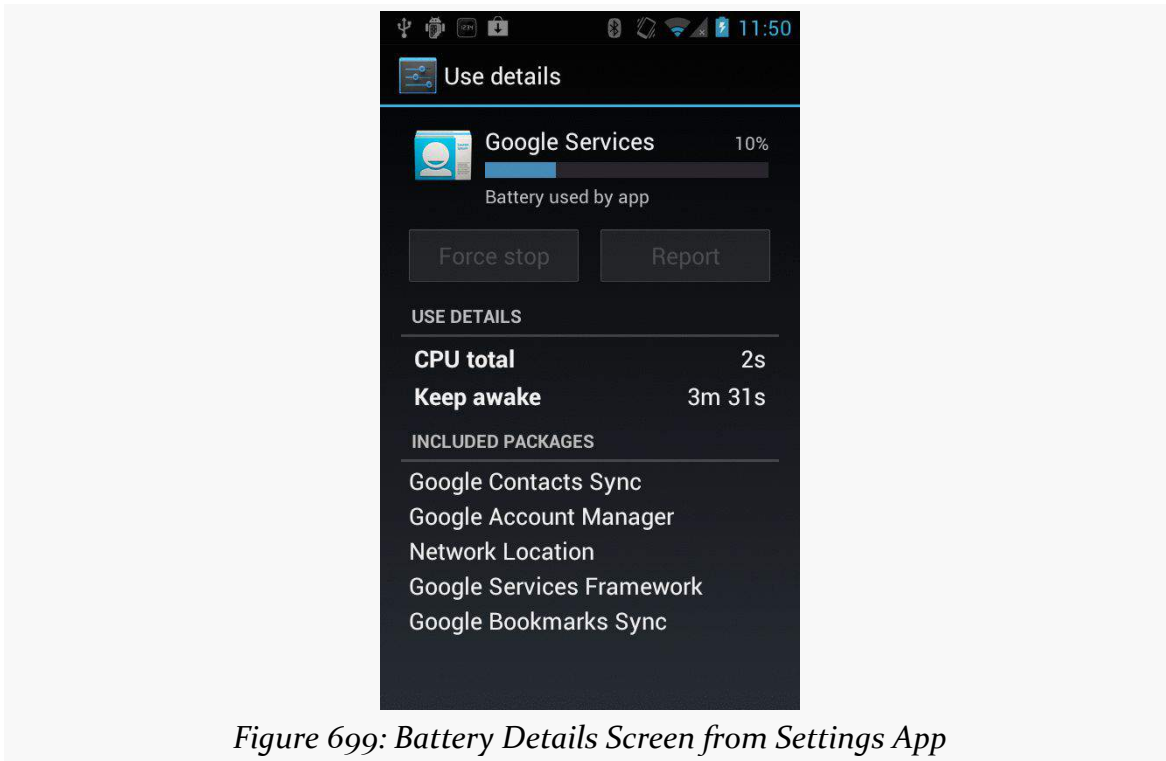 11:50
Use details
Google Services 10%
Battery used by app
Force stop Report
USE DETAILS
CPU total 2s
Keep awake 3m 31s
INCLUDED PACKAGES
Google Contacts Sync
Google Account Manager
Network Location
Google Services Framework
Google Bookmarks Sync
Figure 699: Battery Details Screen from Settings App